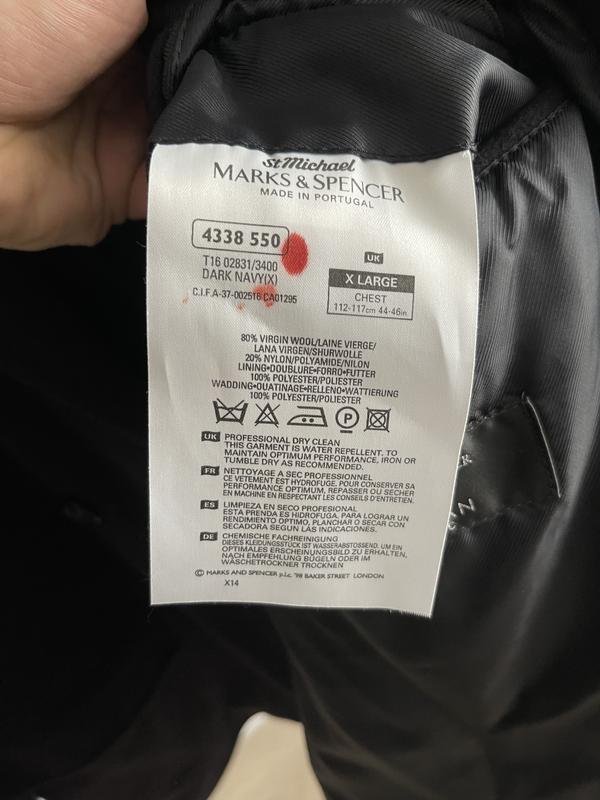 StMichael
MARKS & SPENCER
MADE IN PORTUGAL
4338 550
T16 02831/3400
DARK NAVY(X)
C.I.F.A-37-002516 CA01295
UK
X LARGE
CHEST
112-117cm 44-46in.
80% VIRGIN WOOL/LAINE VIERGE/
LANA VIRGEN/SHURWOLLE
20% NYLON/POLYAMIDE/NILON
LINING•DOUBLURE•FORRO•FUTTER
100% POLYESTER/POLIESTER
WADDING•OUATINAGE•RELLENO•WATTIERUNG
100% POLYESTER/POLIESTER
P
UK PROFESSIONAL DRY CLEAN
THIS GARMENT IS WATER REPELLENT. TO
MAINTAIN OPTIMUM PERFORMANCE, IRON OR
TUMBLE DRY AS RECOMMENDED.
FR NETTOYAGE A SEC PROFESSIONNEL
CE VETEMENT EST HYDROFUGE. POUR CONSERVER SA
PERFORMANCE OPTIMUM, REPASSER OU SECHER
EN MACHINE EN RESPECTANT LES CONSEILS D'ENTRETIEN.
ES LIMPIEZA EN SECO PROFESIONAL
ESTA PRENDA ES HIDROFUGA. PARA LOGRAR UN
RENDIMIENTO OPTIMO, PLANCHAR O SECAR CON
SECADORA SEGUN LAS INDICACIONES.
DE CHEMISCHE FACHREINIGUNG
DIESES KLEIDUNGSSTÜCK IST WASSERABSTOSSEND. UM EIN
OPTIMALES ERSCHEINUNGSBILD ZU ERHALTEN,
NACH EMPFEHLUNG BÜGELN ODER IM
WÄSCHETROCKNER TROCKNEN
© MARKS AND SPENCER p.l.c. '98 BAKER STREET LONDON
X14